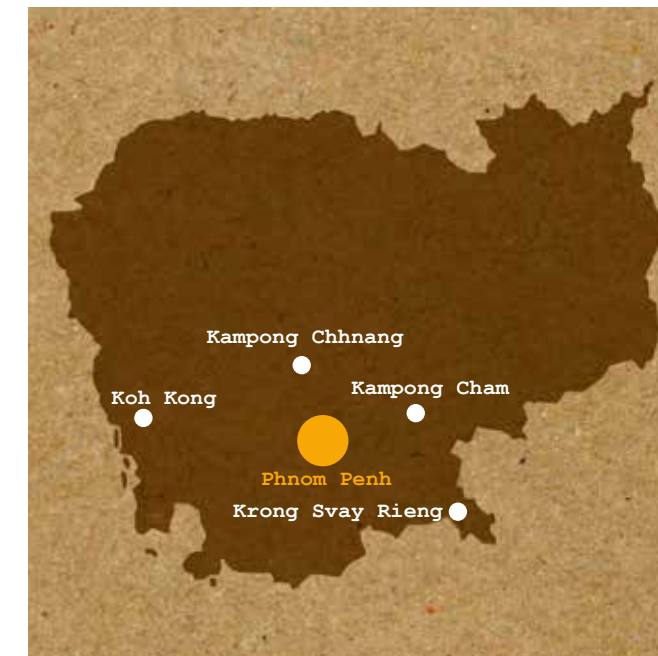 Kampong Chhnang
Kampong Cham
Koh Kong
Phnom Penh
Krong Svay Rieng